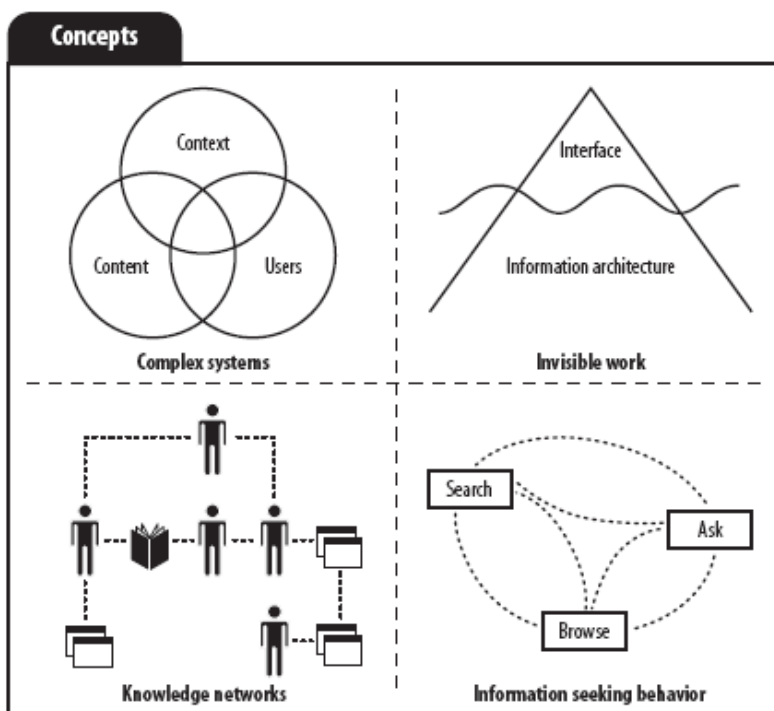 Concepts
Context
Content
Users
Complex systems
Interface
Information architecture
Invisible work
Knowledge networks
Search
Ask
Browse
Information seeking behavior